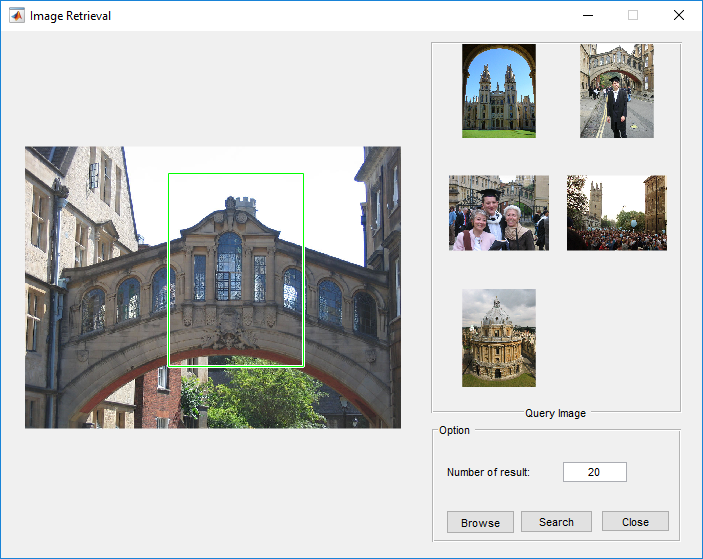 Image Retrieval
Query Image
Option
Number of result:
20
Browse
Search
Close